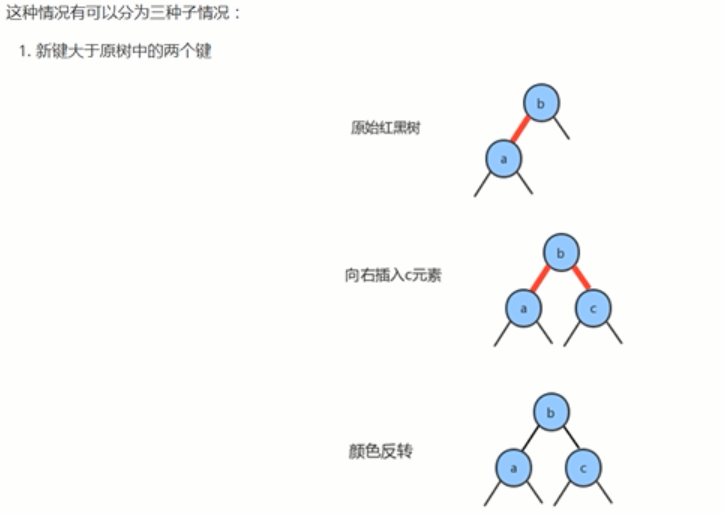 这种情况有可以分为三种子情况：
1. 新键大于原树中的两个键
b
原始红黑树
a
b
向右插入c元素
a c
b
颜色反转
a c